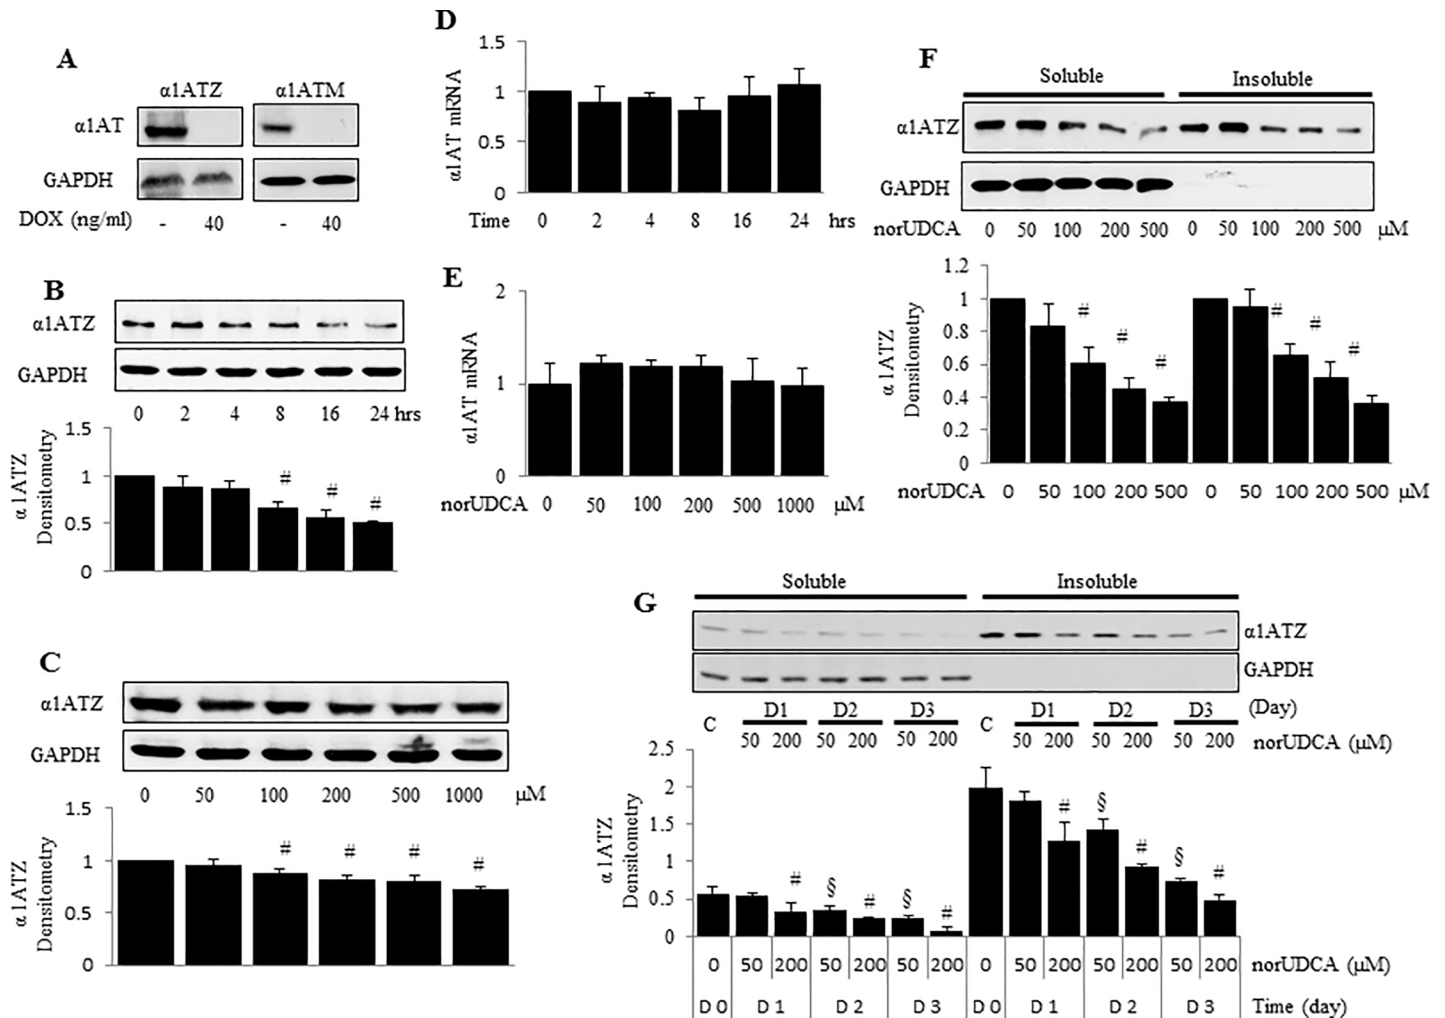 A
α1ATZ α1ATM
α1AT
GAPDH
DOX (ng/ml) - 40 - 40
B
α1ATZ
GAPDH
0 2 4 8 16 24 hrs
α1ATZ
Densitometry
1.5
1
0.5
0
# # #
C
α1ATZ
GAPDH
0 50 100 200 500 1000 μM
α1ATZ
Densitometry
1.5
1
0.5
0
# # # #
D
α1AT mRNA
1.5
1
0.5
0
Time 0 2 4 8 16 24 hrs
E
α1AT mRNA
2
1
0
norUDCA 0 50 100 200 500 1000 μM
F
Soluble Insoluble
α1ATZ
GAPDH
norUDCA 0 50 100 200 500 0 50 100 200 500 μM
α1ATZ
Densitometry
1.2
1
0.8
0.6
0.4
0.2
0
# # # # # #
norUDCA 0 50 100 200 500 0 50 100 200 500 μM
G
Soluble Insoluble
α1ATZ
GAPDH
C D1 D2 D3 C D1 D2 D3 (Day)
50 200 50 200 50 200 50 200 50 200 50 200 norUDCA (μM)
α1ATZ
Densitometry
2.5
2
1.5
1
0.5
0
# § # § # # § # § #
0 50 200 50 200 50 200 0 50 200 50 200 50 200 norUDCA (μM)
D 0 D 1 D 2 D 3 D 0 D 1 D 2 D 3 Time (day)